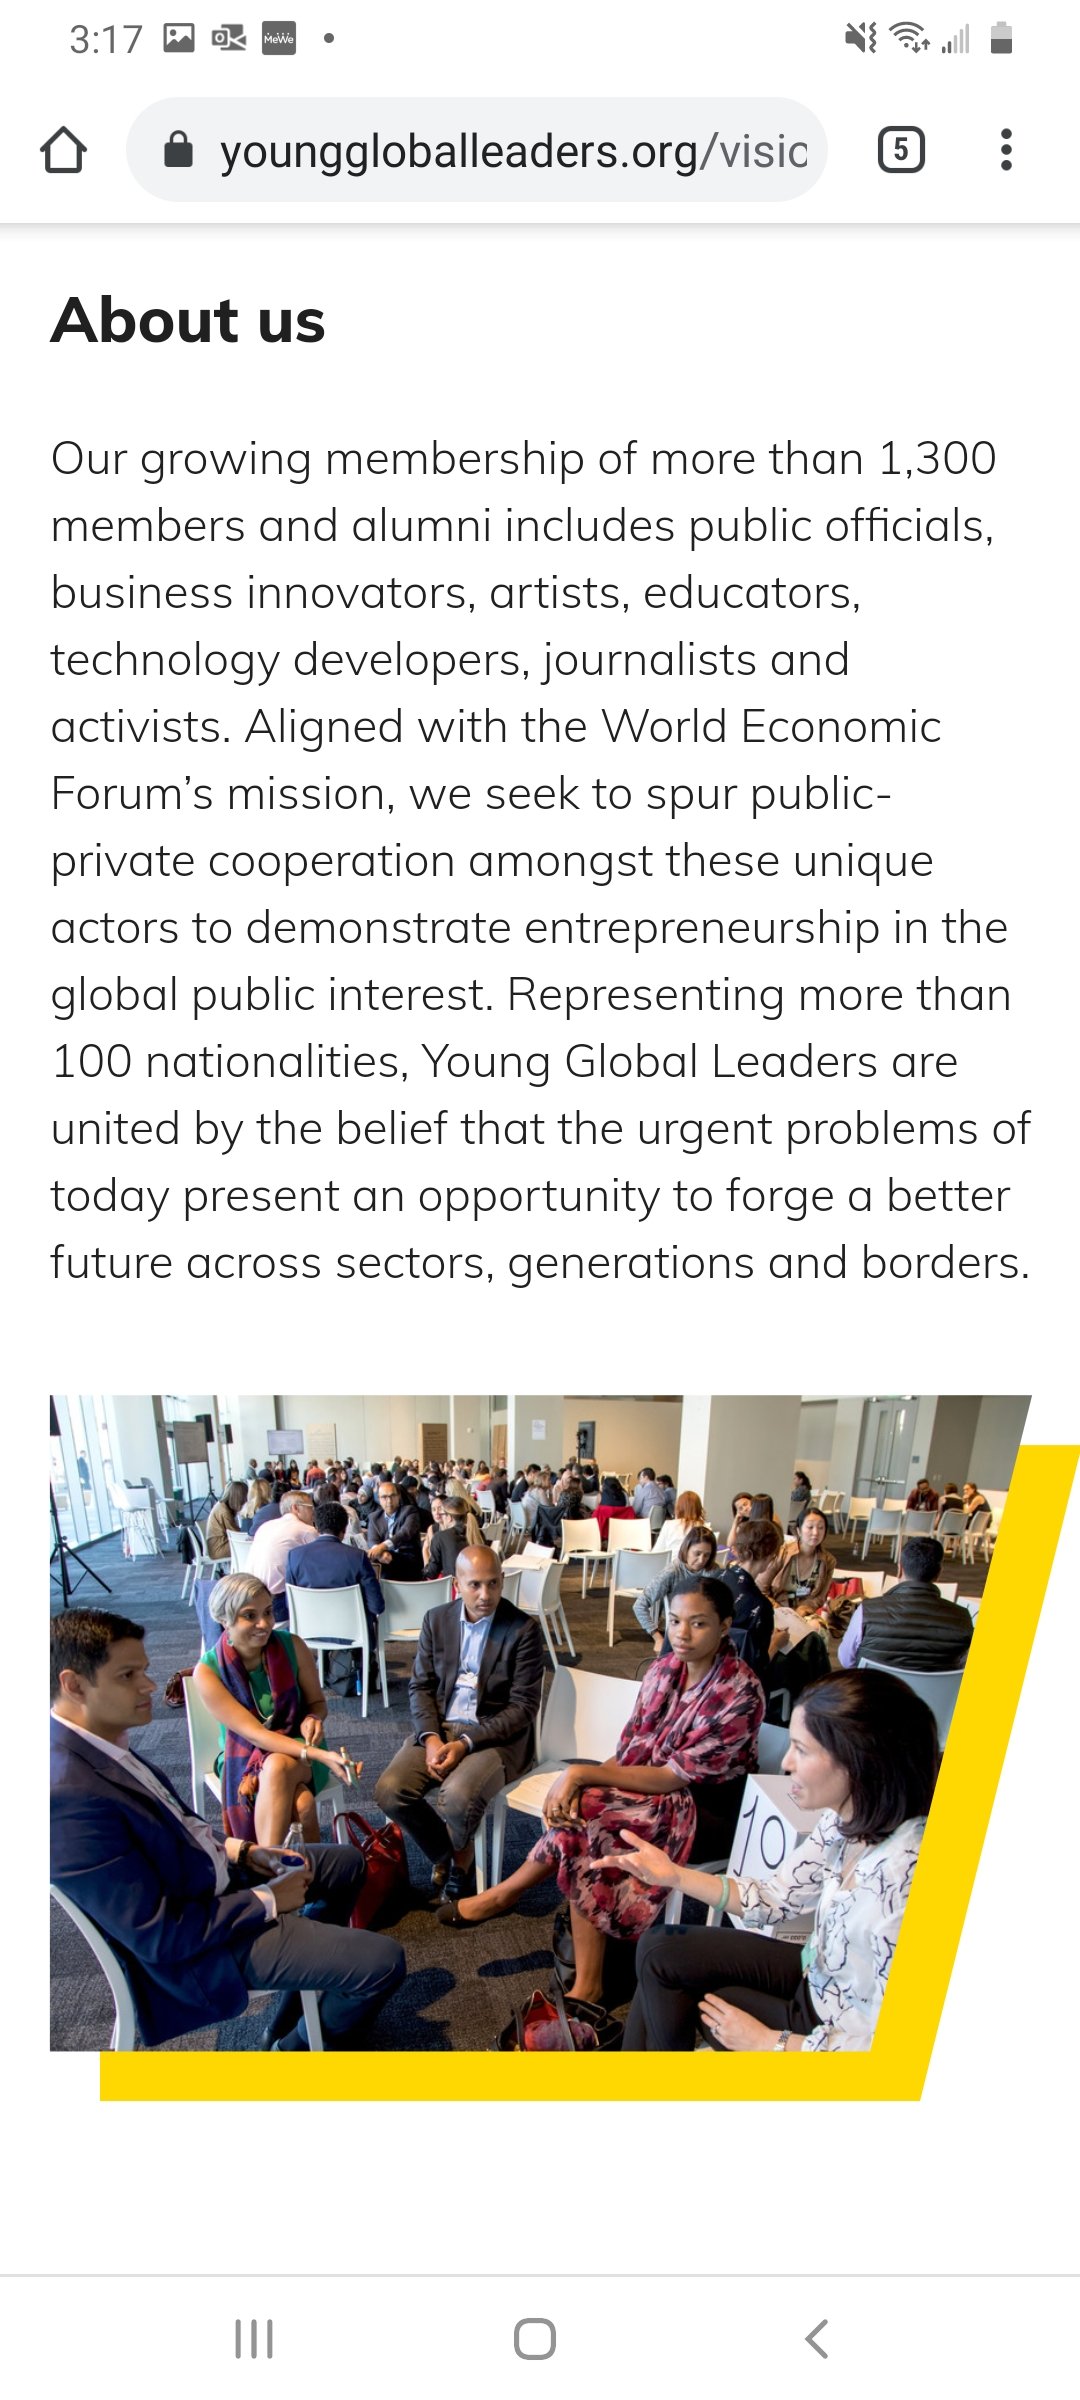 3:17
MeWe
younggloballeaders.org/visio
5
About us
Our growing membership of more than 1,300
members and alumni includes public officials,
business innovators, artists, educators,
technology developers, journalists and
activists. Aligned with the World Economic
Forum’s mission, we seek to spur public-
private cooperation amongst these unique
actors to demonstrate entrepreneurship in the
global public interest. Representing more than
100 nationalities, Young Global Leaders are
united by the belief that the urgent problems of
today present an opportunity to forge a better
future across sectors, generations and borders.
10